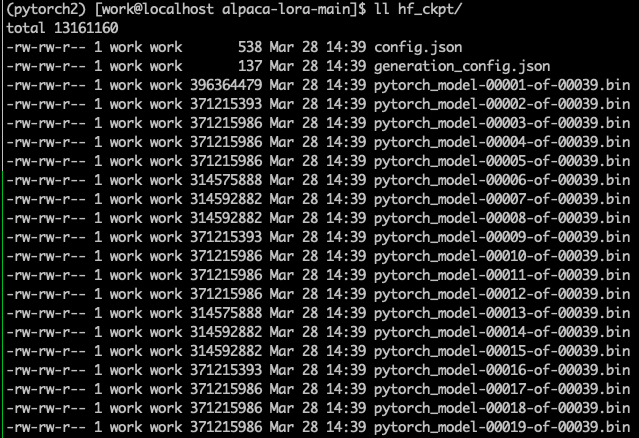 (pytorch2) [work@localhost alpaca-lora-main]$ ll hf_ckpt/
total 13161160
-rw-rw-r-- 1 work work       538 Mar 28 14:39 config.json
-rw-rw-r-- 1 work work       137 Mar 28 14:39 generation_config.json
-rw-rw-r-- 1 work work 396364479 Mar 28 14:39 pytorch_model-00001-of-00039.bin
-rw-rw-r-- 1 work work 371215393 Mar 28 14:39 pytorch_model-00002-of-00039.bin
-rw-rw-r-- 1 work work 371215986 Mar 28 14:39 pytorch_model-00003-of-00039.bin
-rw-rw-r-- 1 work work 371215986 Mar 28 14:39 pytorch_model-00004-of-00039.bin
-rw-rw-r-- 1 work work 371215986 Mar 28 14:39 pytorch_model-00005-of-00039.bin
-rw-rw-r-- 1 work work 314575888 Mar 28 14:39 pytorch_model-00006-of-00039.bin
-rw-rw-r-- 1 work work 314592882 Mar 28 14:39 pytorch_model-00007-of-00039.bin
-rw-rw-r-- 1 work work 314592882 Mar 28 14:39 pytorch_model-00008-of-00039.bin
-rw-rw-r-- 1 work work 371215393 Mar 28 14:39 pytorch_model-00009-of-00039.bin
-rw-rw-r-- 1 work work 371215986 Mar 28 14:39 pytorch_model-00010-of-00039.bin
-rw-rw-r-- 1 work work 371215986 Mar 28 14:39 pytorch_model-00011-of-00039.bin
-rw-rw-r-- 1 work work 371215986 Mar 28 14:39 pytorch_model-00012-of-00039.bin
-rw-rw-r-- 1 work work 314575888 Mar 28 14:39 pytorch_model-00013-of-00039.bin
-rw-rw-r-- 1 work work 314592882 Mar 28 14:39 pytorch_model-00014-of-00039.bin
-rw-rw-r-- 1 work work 314592882 Mar 28 14:39 pytorch_model-00015-of-00039.bin
-rw-rw-r-- 1 work work 371215393 Mar 28 14:39 pytorch_model-00016-of-00039.bin
-rw-rw-r-- 1 work work 371215986 Mar 28 14:39 pytorch_model-00017-of-00039.bin
-rw-rw-r-- 1 work work 371215986 Mar 28 14:39 pytorch_model-00018-of-00039.bin
-rw-rw-r-- 1 work work 371215986 Mar 28 14:39 pytorch_model-00019-of-00039.bin